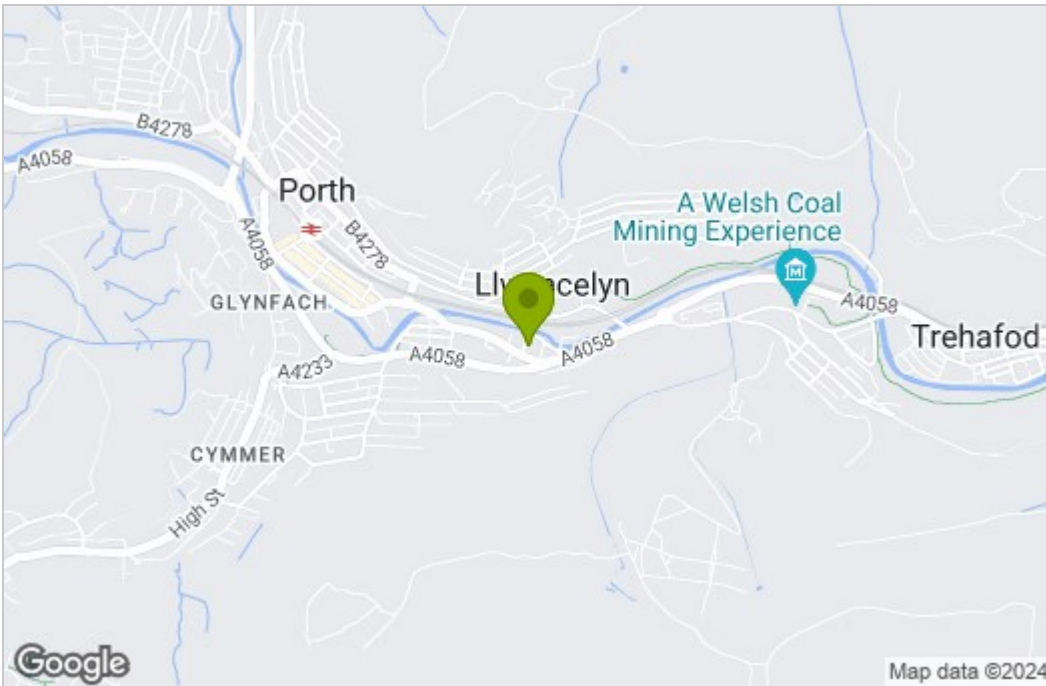 B4278
A4058
Porth
A4058
B4278
A Welsh Coal
Mining Experience
GLYNFACH
A4058
Trehafod
A4058
A4058
A4233
CYMMER
High St
Google
Map data ©2024